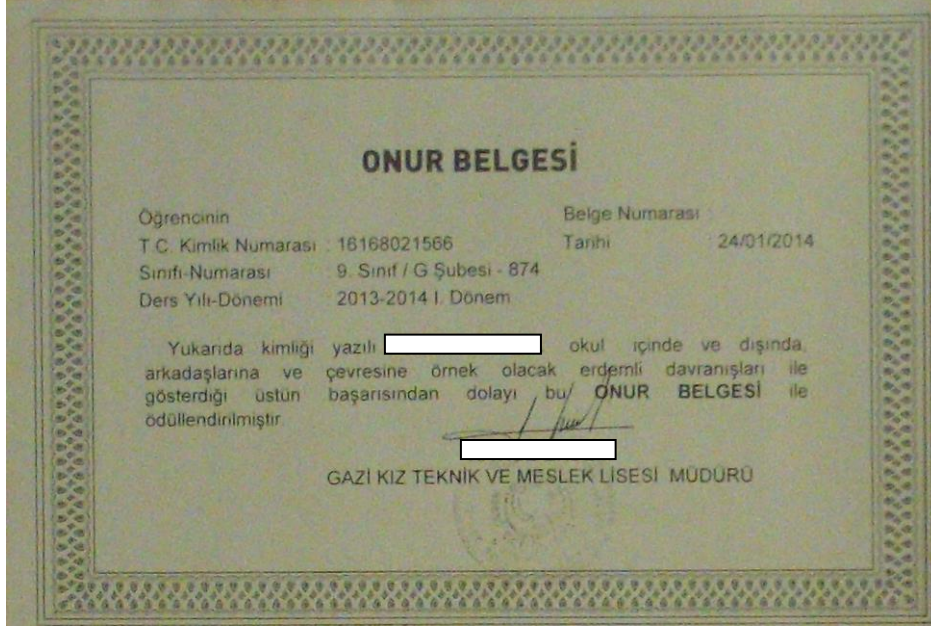 ONUR BELGESİ
Öğrencinin
Belge Numarası :
T.C. Kimlik Numarası : 16168021566
Tarihi : 24/01/2014
Sınıfı-Numarası : 9. Sınıf / G Şubesi - 874
Ders Yılı-Dönemi : 2013-2014 I. Dönem
Yukarıda kimliği yazılı okul içinde ve dışında,
arkadaşlarına ve çevresine örnek olacak erdemli davranışları ile
gösterdiği üstün başarısından dolayı bu ONUR BELGESİ ile
ödüllendirilmiştir.
GAZİ KIZ TEKNİK VE MESLEK LİSESİ MÜDÜRÜ